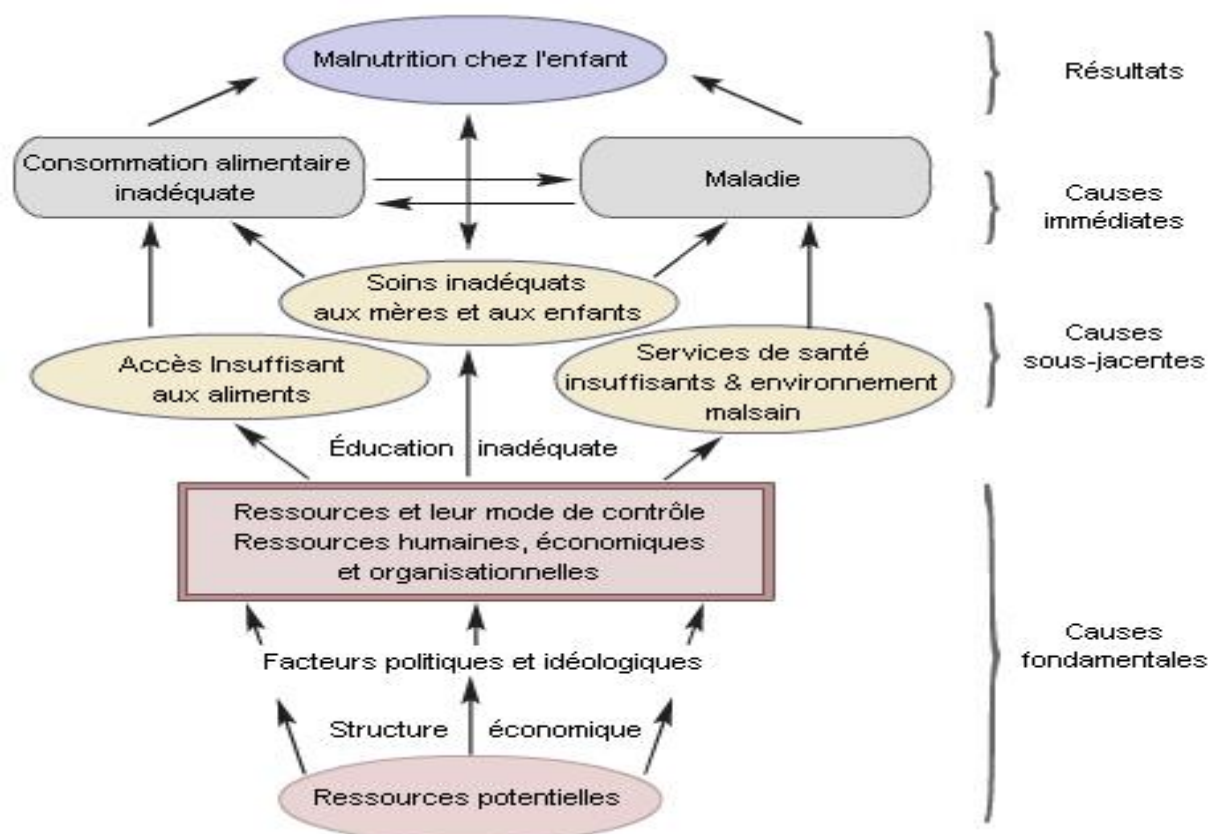 Malnutrition chez l'enfant
Résultats
Consommation alimentaire
inadéquate
Maladie
Causes
immédiates
Soins inadéquats
aux mères et aux enfants
Accès Insuffisant
aux aliments
Services de santé
insuffisants & environnement
malsain
Causes
sous-jacentes
Éducation inadéquate
Ressources et leur mode de contrôle
Ressources humaines, économiques
et organisationnelles
Facteurs politiques et idéologiques
Structure économique
Ressources potentielles
Causes
fondamentales